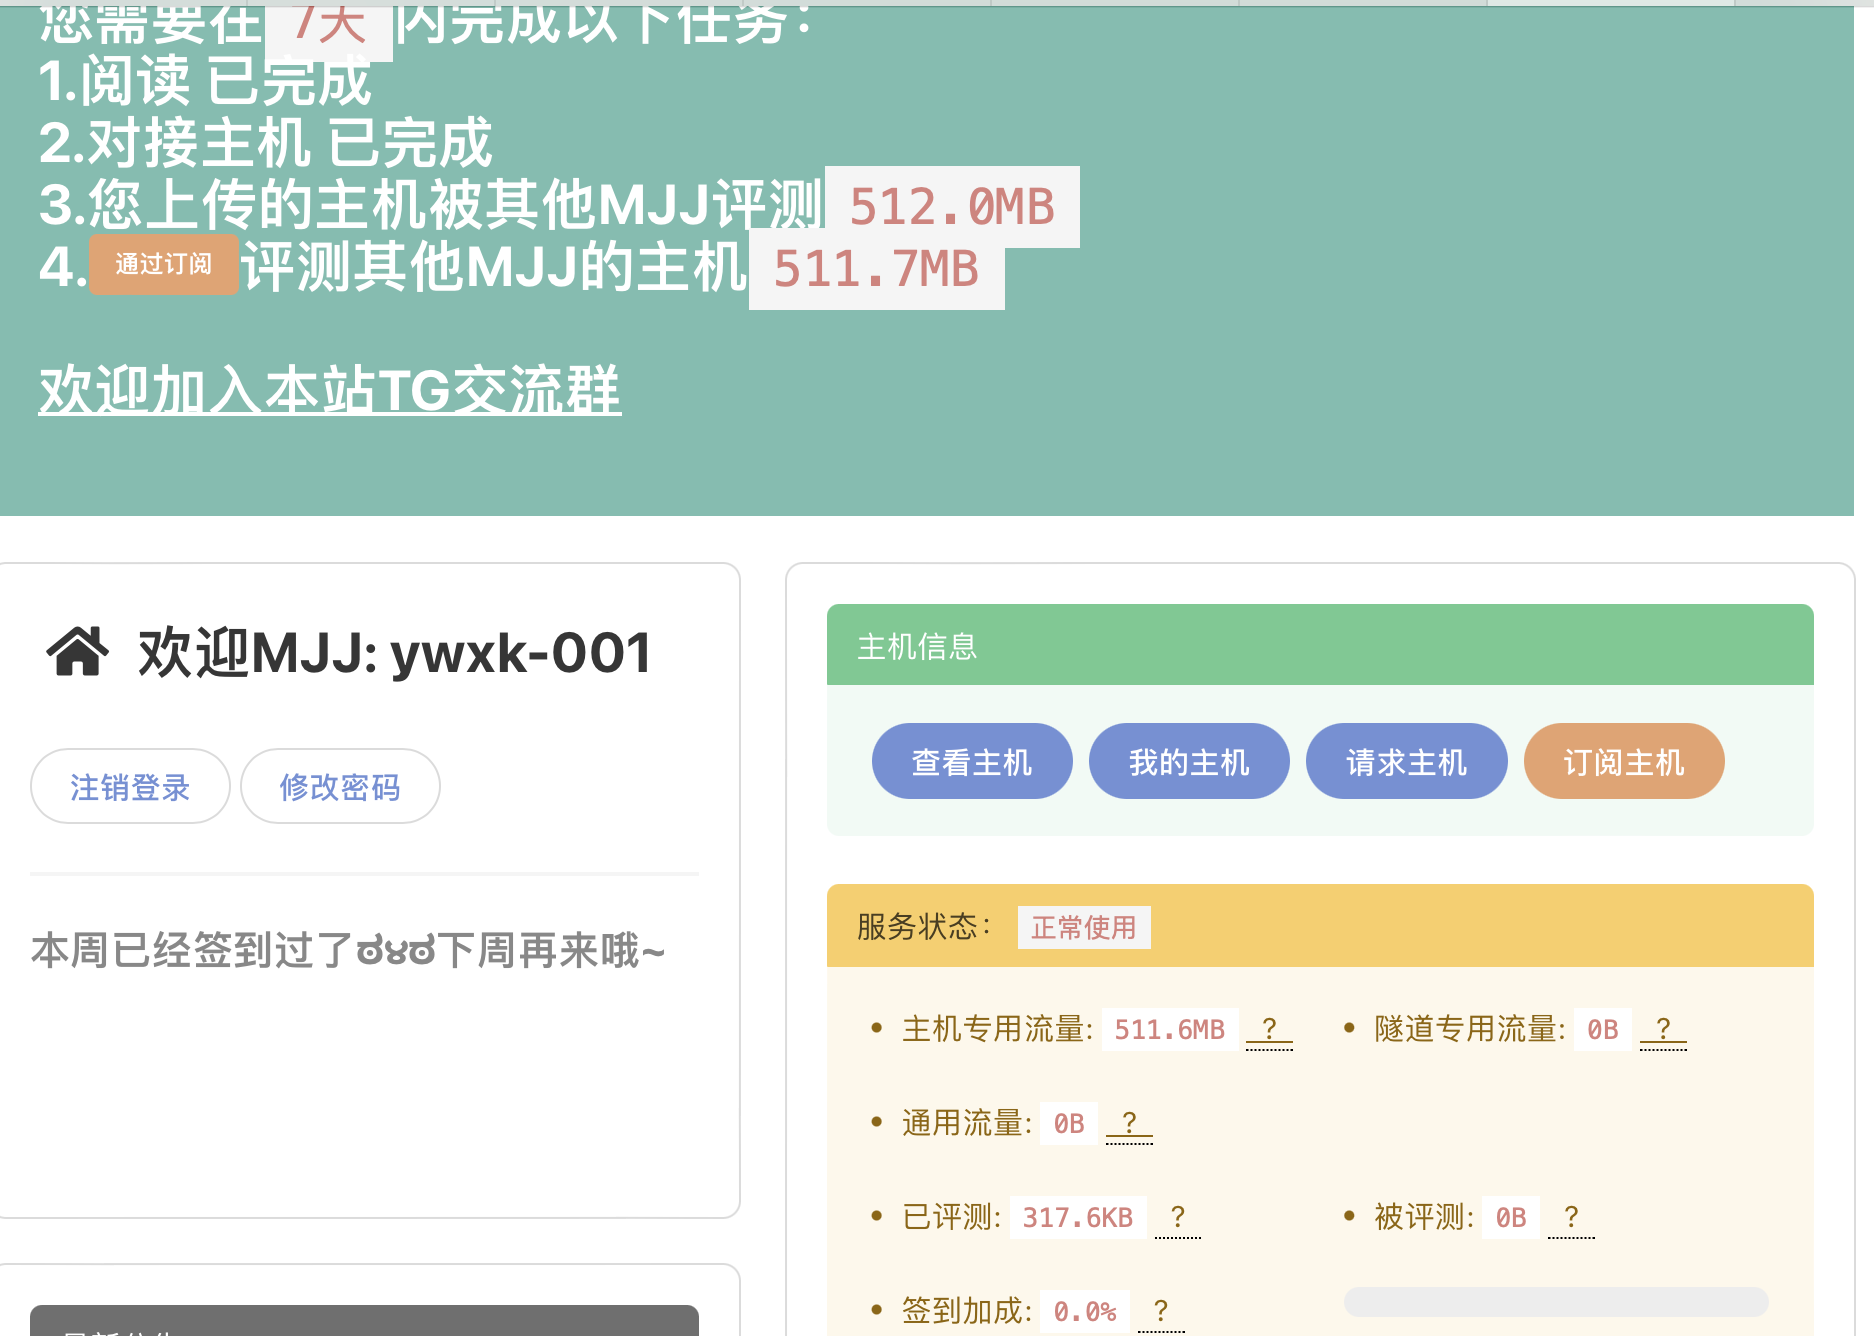 您需要在 7天 内完成以下任务：
1.阅读 已完成
2.对接主机 已完成
3.您上传的主机被其他MJJ评测 512.0MB
4. 通过订阅 评测其他MJJ的主机 511.7MB
欢迎加入本站TG交流群
欢迎MJJ: ywxk-001
注销登录 修改密码
本周已经签到过了ಠ౪ಠ下周再来哦~
主机信息
查看主机 我的主机 请求主机 订阅主机
服务状态： 正常使用
主机专用流量: 511.6MB ?
隧道专用流量: 0B ?
通用流量: 0B ?
已评测: 317.6KB ?
被评测: 0B ?
签到加成: 0.0% ?